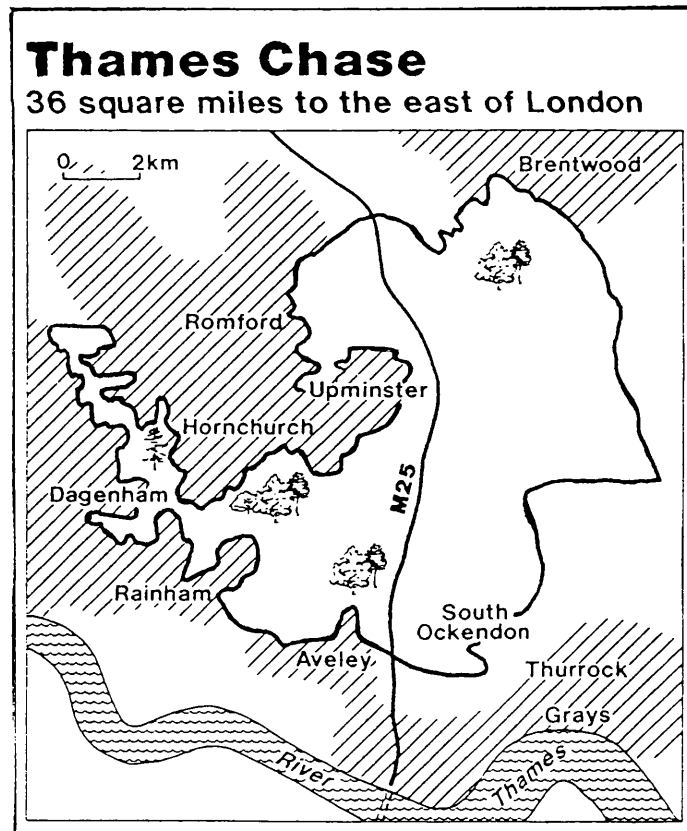 Thames Chase
36 square miles to the east of London
0 2km
Brentwood
Romford
Upminster
Hornchurch
M25
Dagenham
Rainham
South
Ockendon
Aveley
Thurrock
Grays
River
Thames